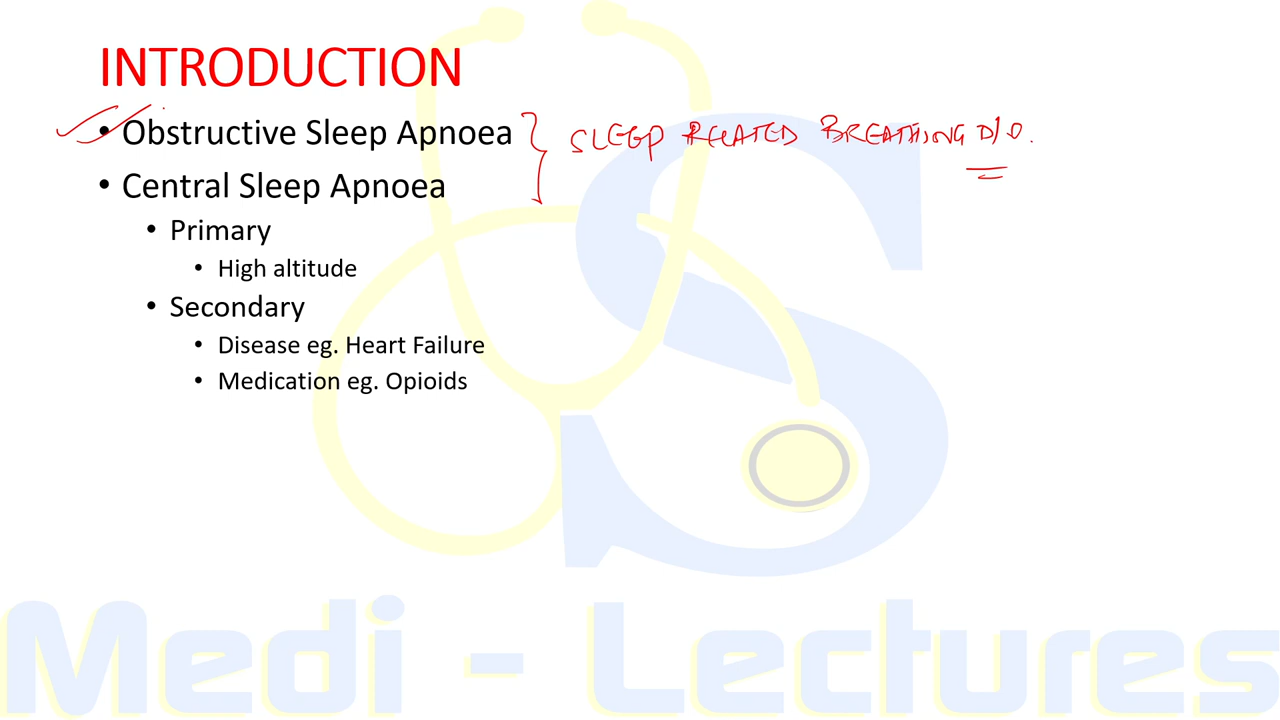 INTRODUCTION
• Obstructive Sleep Apnoea } SLEEP RELATED BREATHING D/O.
• Central Sleep Apnoea
• Primary
• High altitude
• Secondary
• Disease eg. Heart Failure
• Medication eg. Opioids
Medi - Lectures